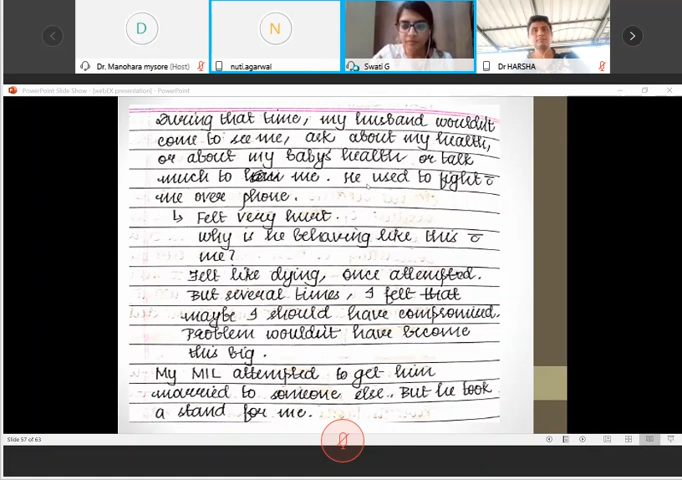 D
N
Dr. Manohara mysore (Host)
nuti.agarwal
Swati G
Dr HARSHA
PowerPoint Slide Show - [webEX presentation] - PowerPoint
During that time, my husband wouldn't
come to see me, ask about my health,
or about my babys health or talk
much to me. He used to fight c̄
me over phone.
↳ Felt very hurt.
why is he behaving like this c̄
me?
Felt like dying, once attempted.
But several times, I felt that
maybe I should have compromised.
Problem wouldn't have become
this big.
My MIL attempted to get him
married to someone else. But he took
a stand for me.
Slide 57 of 63